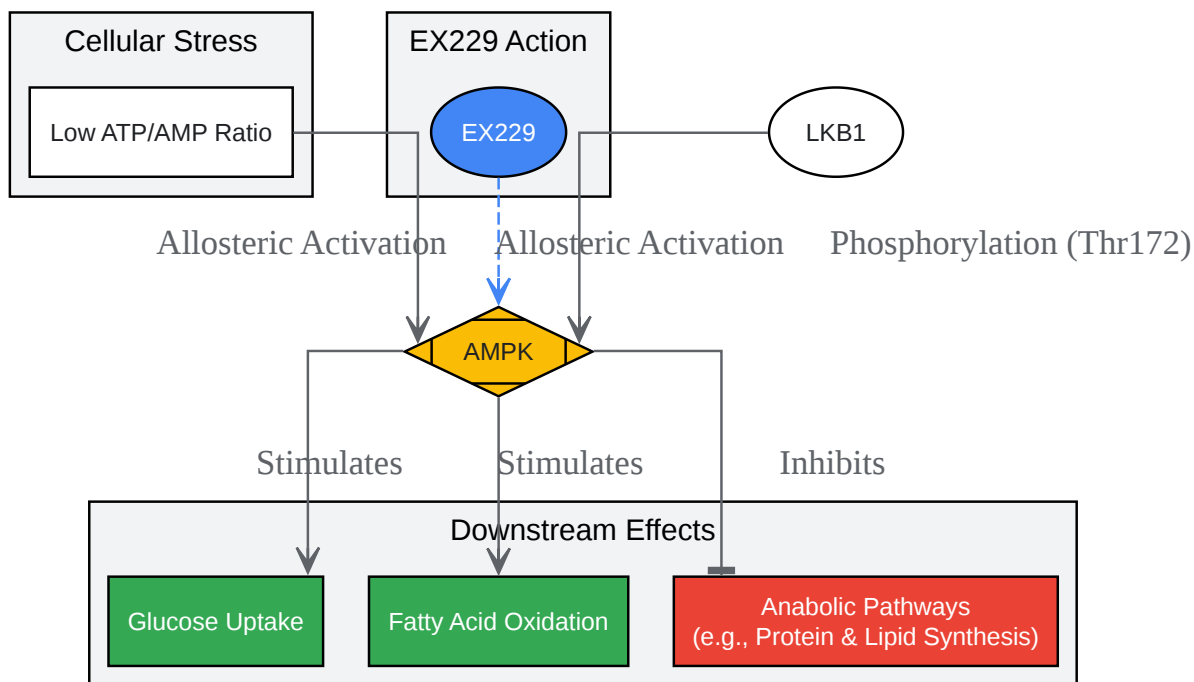 Cellular Stress
EX229 Action
Low ATP/AMP Ratio
EX229
LKB1
Allosteric Activation
Allosteric Activation
Phosphorylation (Thr172)
AMPK
Stimulates
Stimulates
Inhibits
Downstream Effects
Glucose Uptake
Fatty Acid Oxidation
Anabolic Pathways
(e.g., Protein & Lipid Synthesis)